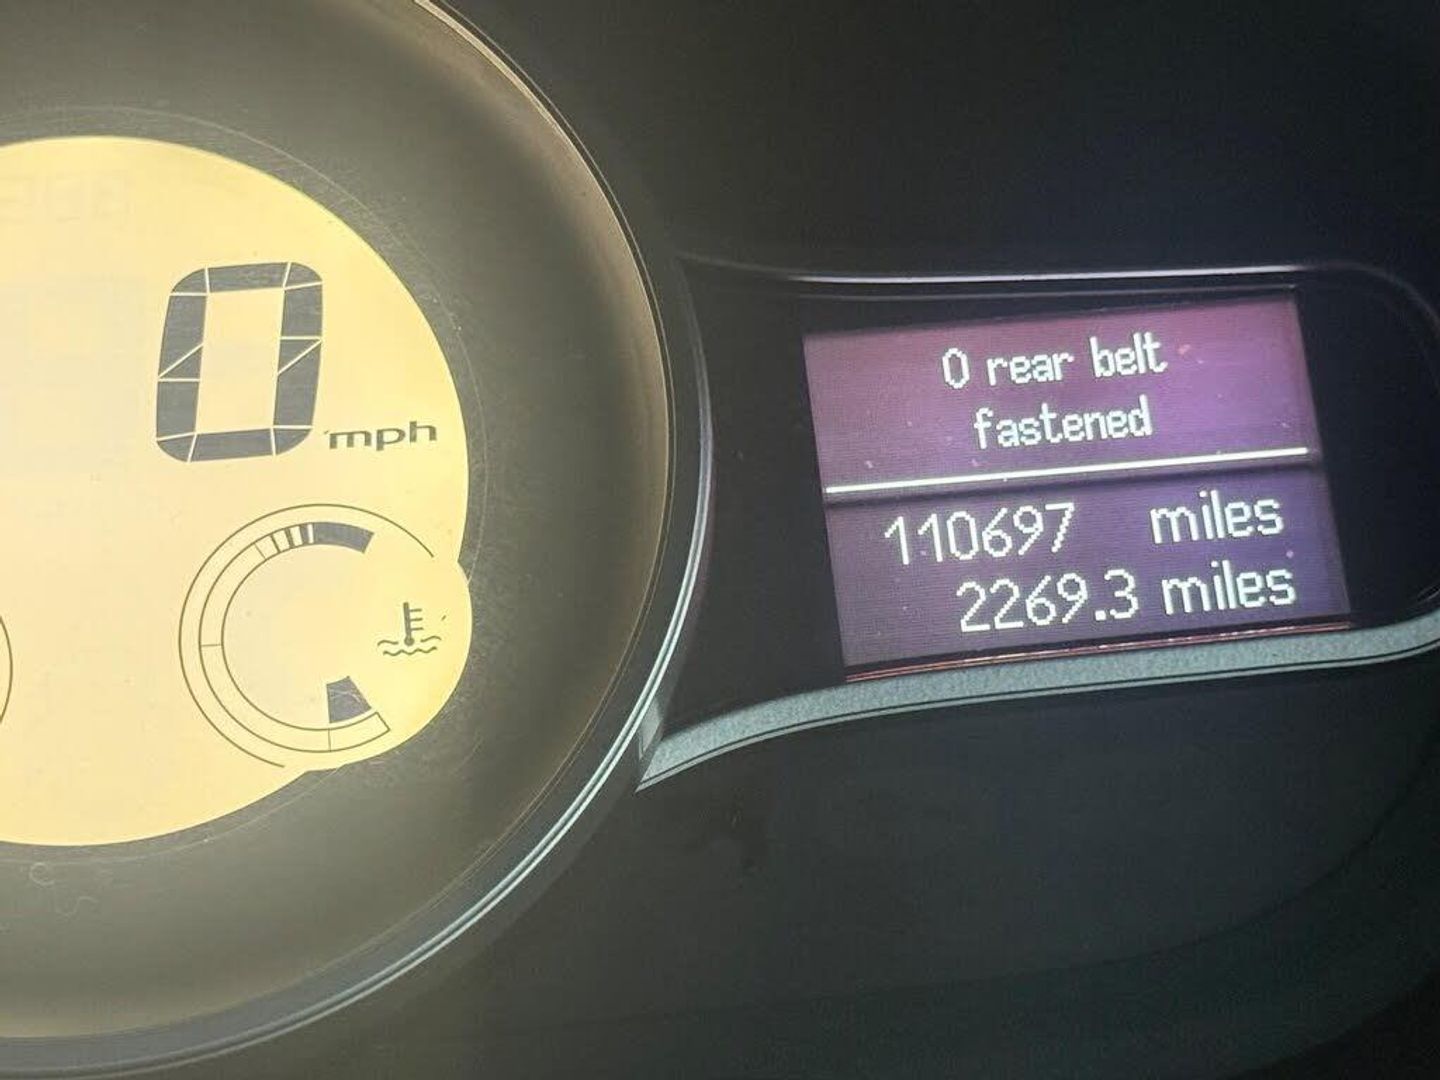 0
mph
0 rear belt
fastened
110697 miles
2269.3 miles